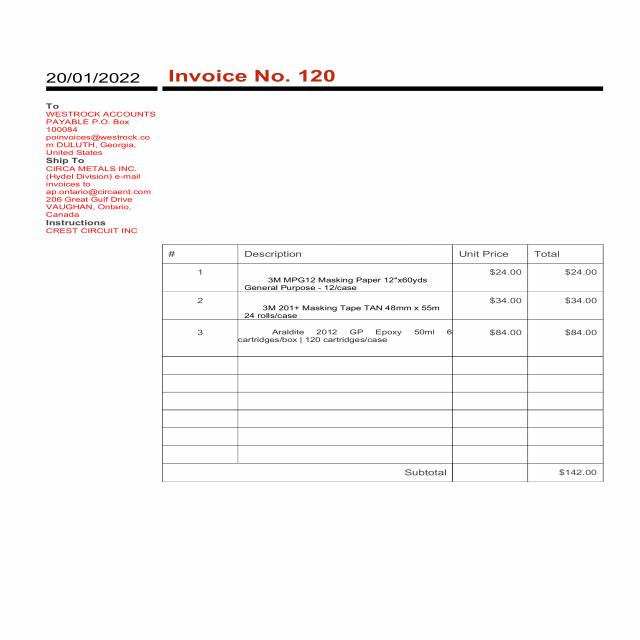 20/01/2022 Invoice No. 120
To
WESTROCK ACCOUNTS
PAYABLE P.O. Box
100084
poinvoices@westrock.co
m DULUTH, Georgia,
United States
Ship To
CIRCA METALS INC.
(Hydel Division) e-mail
invoices to
ap.ontario@circaent.com
206 Great Gulf Drive
VAUGHAN, Ontario,
Canada
Instructions
CREST CIRCUIT INC
# Description Unit Price Total
1 3M MPG12 Masking Paper 12"x60yds $24.00 $24.00
General Purpose - 12/case
2 3M 201+ Masking Tape TAN 48mm x 55m $34.00 $34.00
24 rolls/case
3 Araldite 2012 GP Epoxy 50ml 6 $84.00 $84.00
cartridges/box | 120 cartridges/case
Subtotal $142.00